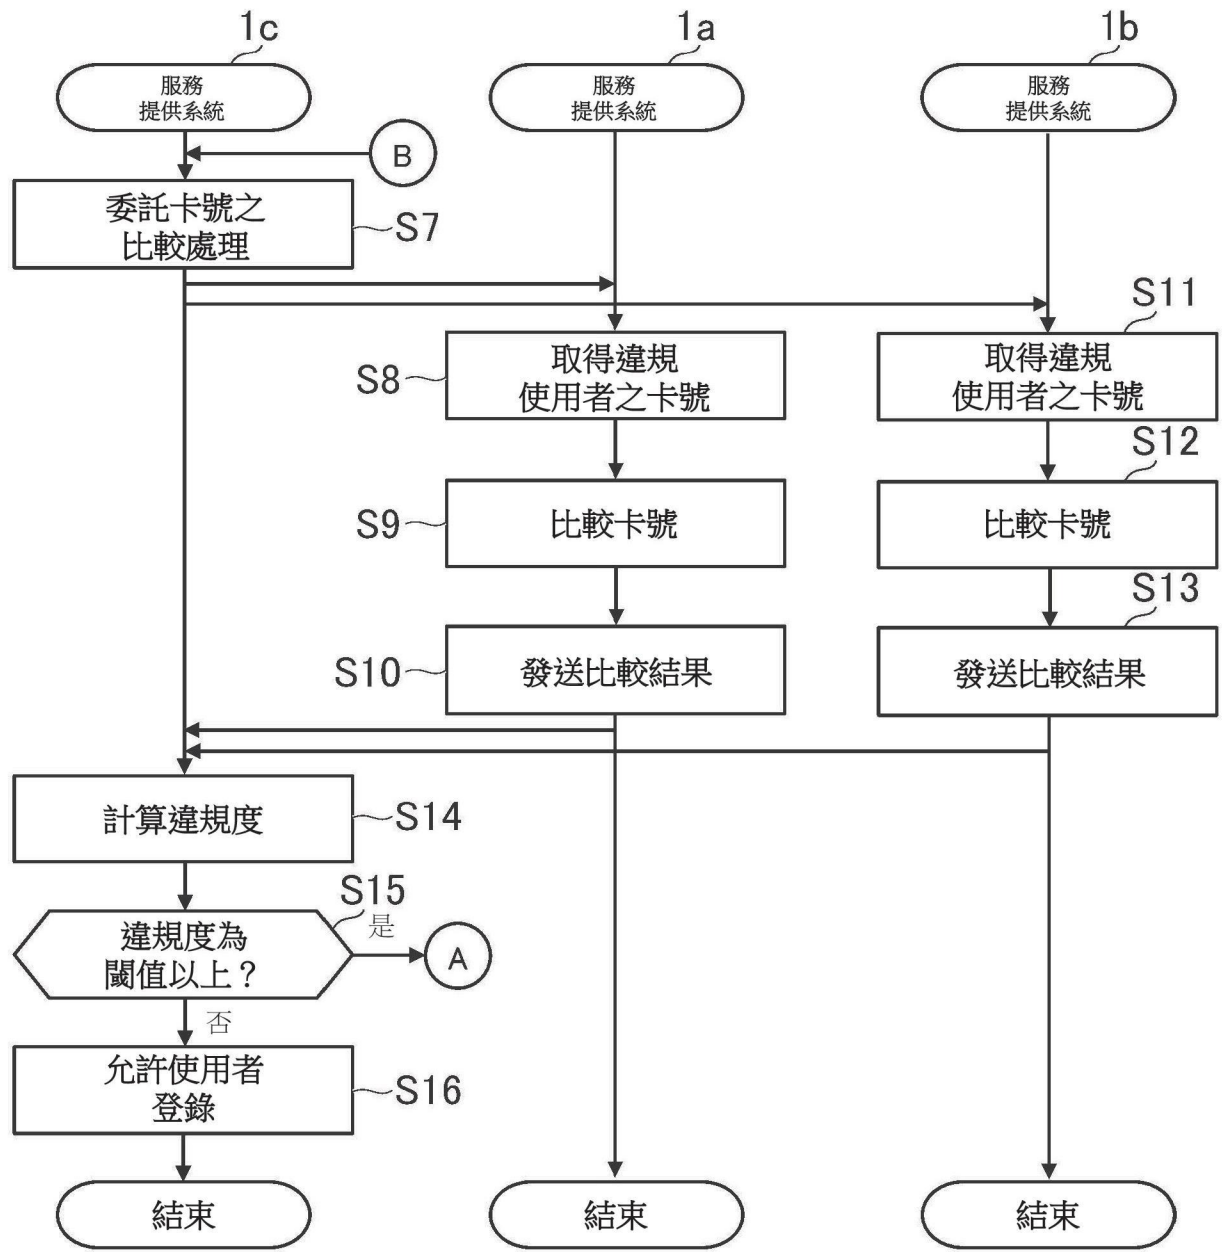 1c
1a
1b
服務
提供系統
服務
提供系統
服務
提供系統
B
委託卡號之
比較處理
S7
S8
取得違規
使用者之卡號
S11
取得違規
使用者之卡號
S9
比較卡號
S12
比較卡號
S10
發送比較結果
S13
發送比較結果
計算違規度
S14
違規度為
閾值以上？
S15
是
A
否
允許使用者
登錄
S16
結束
結束
結束